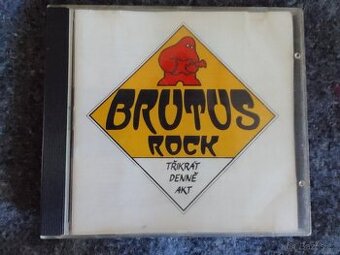 BRUTUS
ROCK
TŘIKRÁT
DENNĚ
AKT